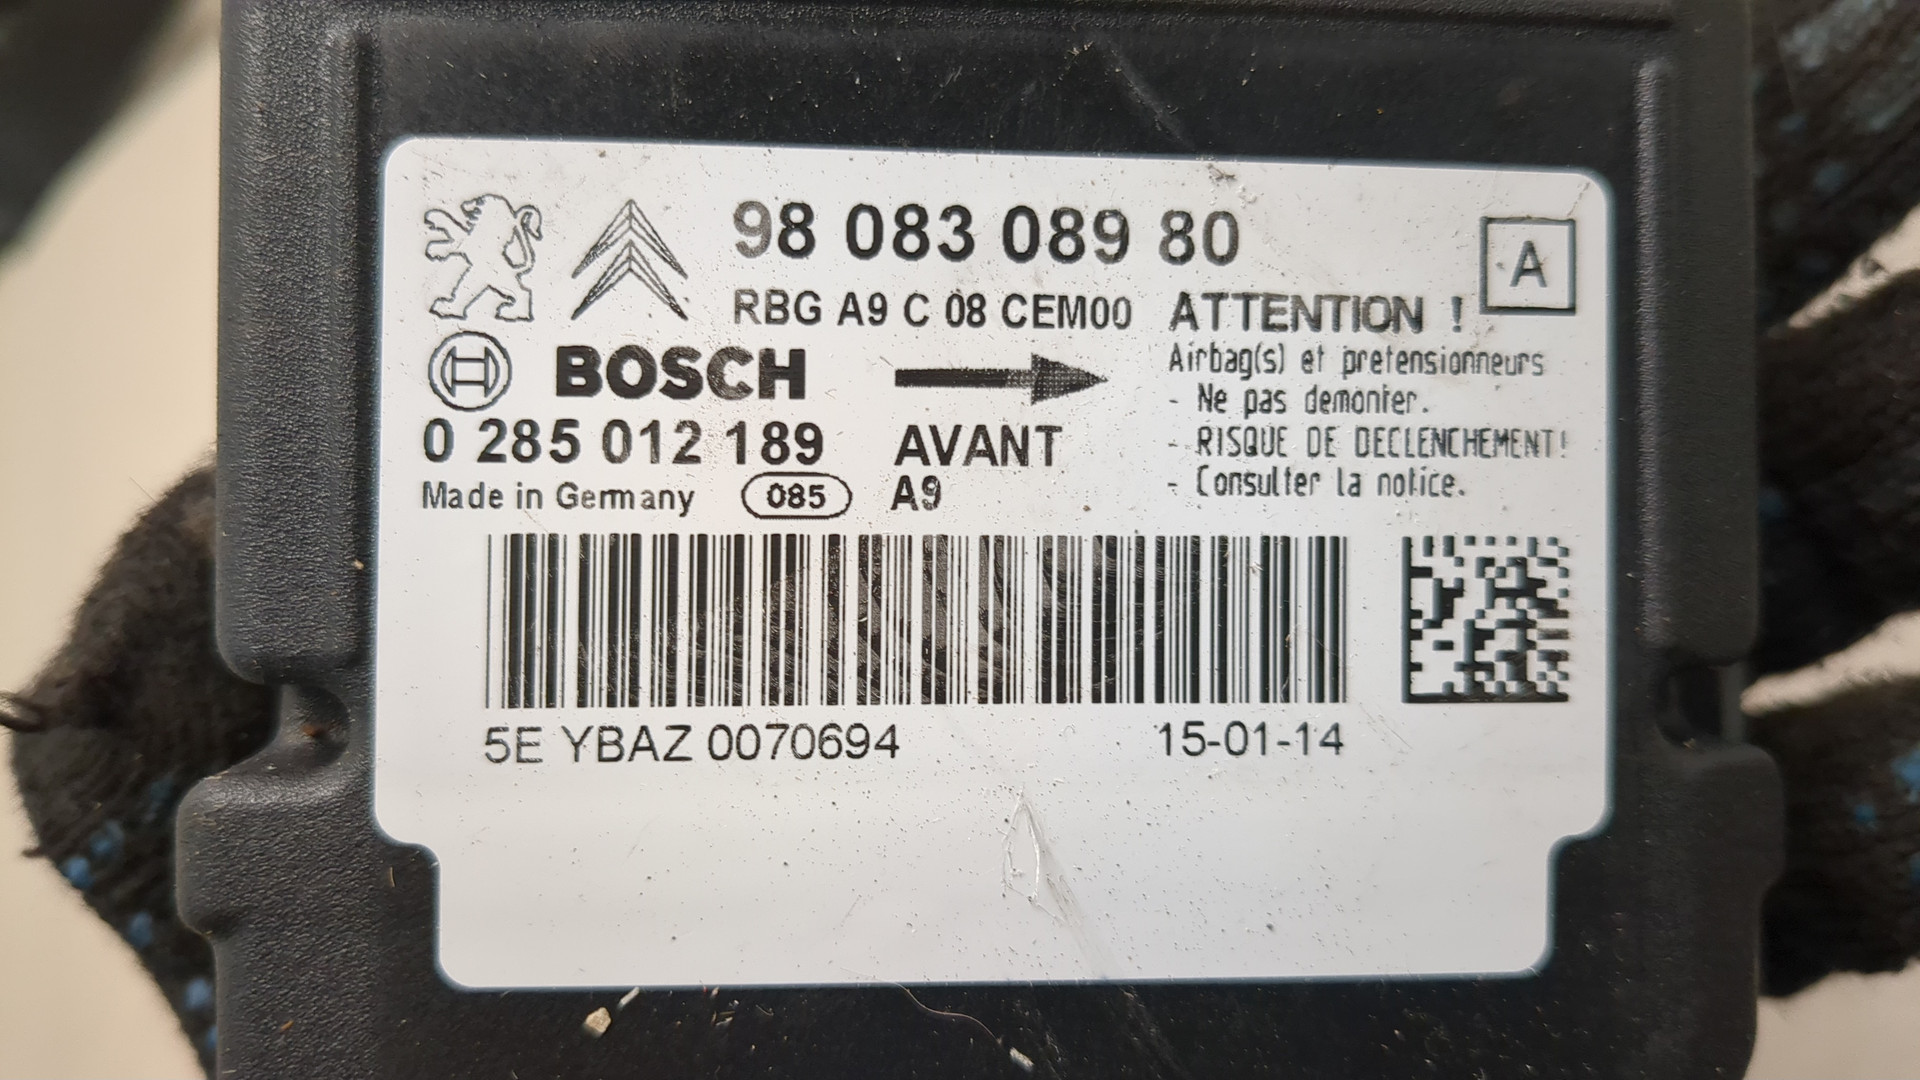 98 083 089 80
A
RBG A9 C 08 CEM00
ATTENTION !
Airbag(s) et pretensionneurs
- Ne pas demonter.
- RISQUE DE DECLENCHEMENT!
- Consulter la notice.
BOSCH
0 285 012 189
AVANT
Made in Germany
085
A9
5E YBAZ 0070694
15-01-14